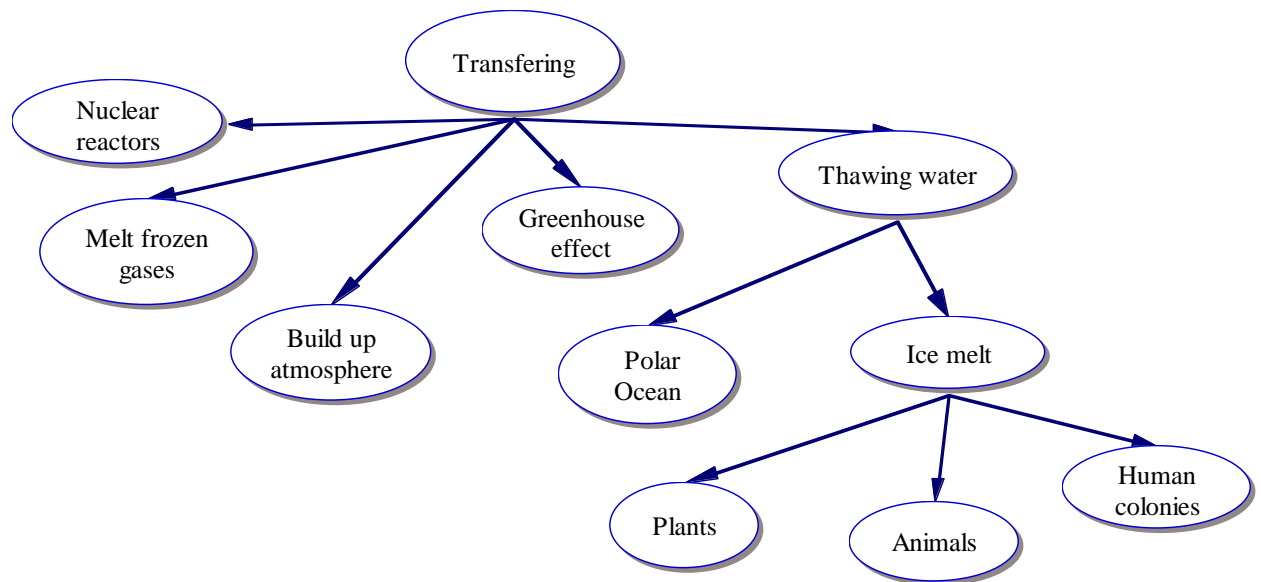 Transfering
Nuclear
reactors
Thawing water
Melt frozen
gases
Greenhouse
effect
Build up
atmosphere
Polar
Ocean
Ice melt
Plants
Animals
Human
colonies